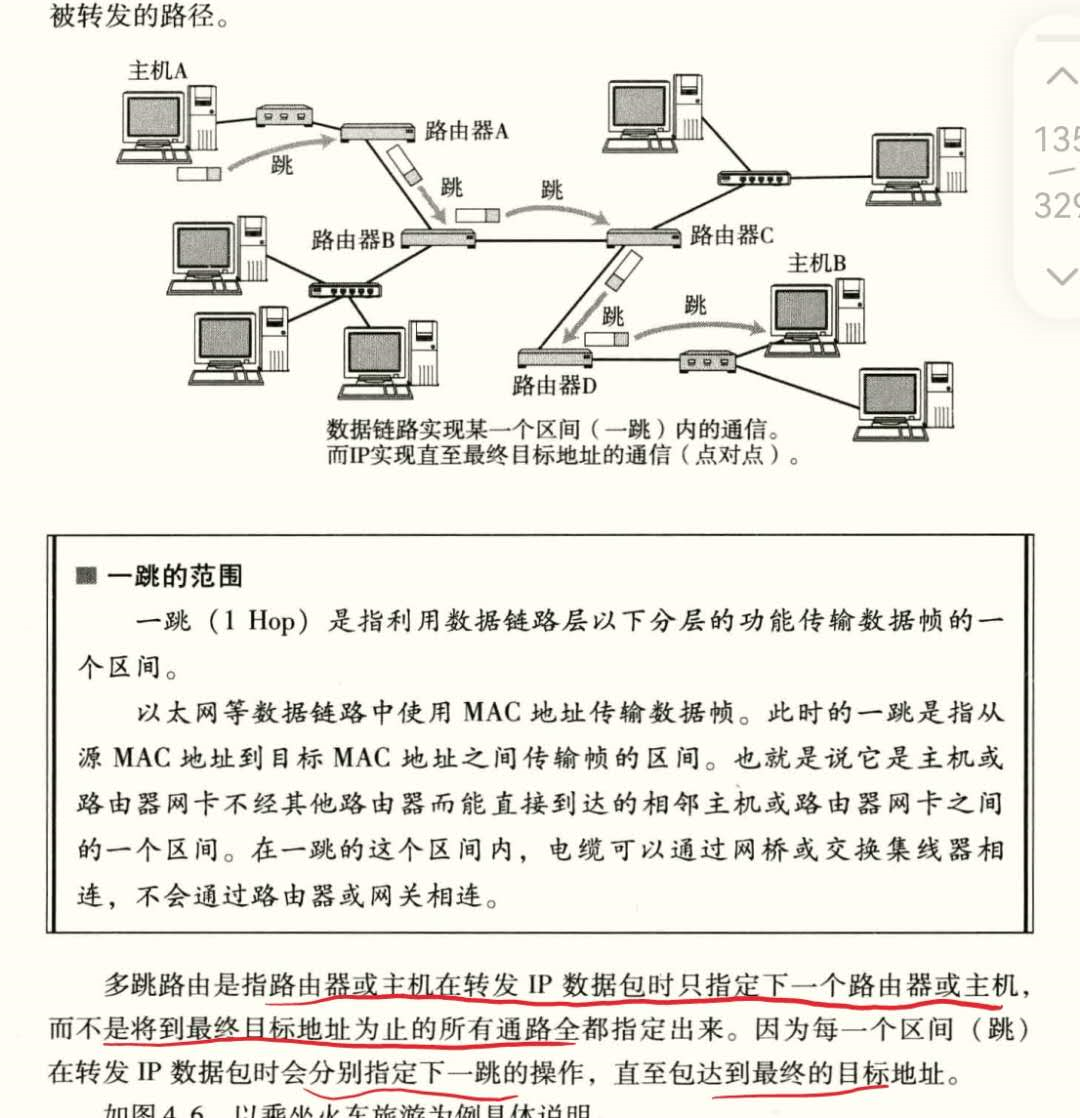 被转发的路径。
主机A
路由器A
跳
跳
跳
路由器B
路由器C
主机B
跳
跳
路由器D
数据链路实现某一个区间（一跳）内的通信。
而IP实现直至最终目标地址的通信（点对点）。
135
329
■ 一跳的范围
一跳（1 Hop）是指利用数据链路层以下分层的功能传输数据帧的一
个区间。
以太网等数据链路中使用 MAC 地址传输数据帧。此时的一跳是指从
源 MAC 地址到目标 MAC 地址之间传输帧的区间。也就是说它是主机或
路由器网卡不经其他路由器而能直接到达的相邻主机或路由器网卡之间
的一个区间。在一跳的这个区间内，电缆可以通过网桥或交换集线器相
连，不会通过路由器或网关相连。
多跳路由是指路由器或主机在转发 IP 数据包时只指定下一个路由器或主机，
而不是将到最终目标地址为止的所有通路全都指定出来。因为每一个区间（跳）
在转发 IP 数据包时会分别指定下一跳的操作，直至包达到最终的目标地址。
如图4.6，以乘坐火车旅游为例具体说明。